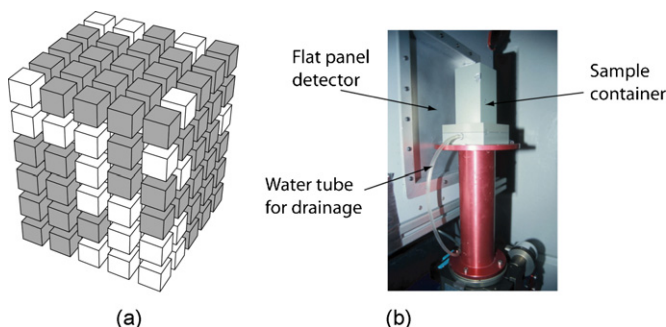 Flat panel
detector
Sample
container
Water tube
for drainage
(a)
(b)